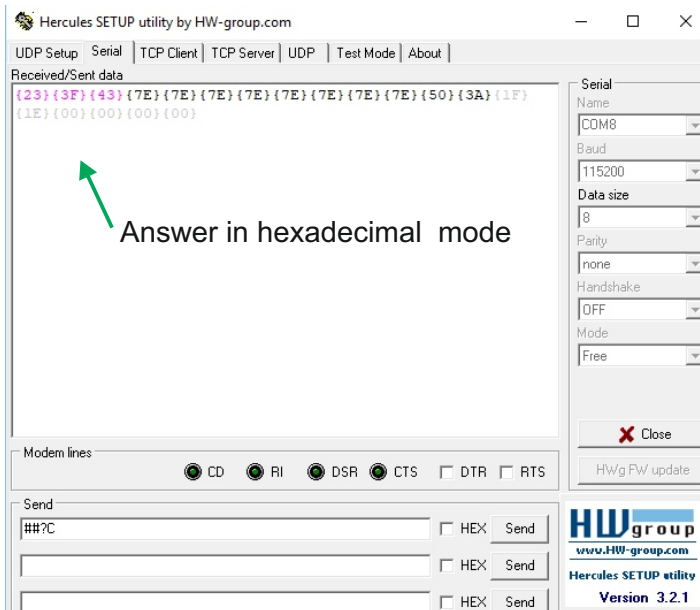 Hercules SETUP utility by HW-group.com
UDP Setup Serial TCP Client TCP Server UDP Test Mode About
Received/Sent data
{23}{3F}{43}{7E}{7E}{7E}{7E}{7E}{7E}{7E}{7E}{50}{3A}{1F}
{1E}{00}{00}{00}{00}
Answer in hexadecimal mode
Serial
Name
COM8
Baud
115200
Data size
8
Parity
none
Handshake
OFF
Mode
Free
Close
HWg FW update
Modem lines
CD RI DSR CTS DTR RTS
Send
##?C HEX Send
HEX Send
HEX Send
HW group
www.HW-group.com
Hercules SETUP utility
Version 3.2.1